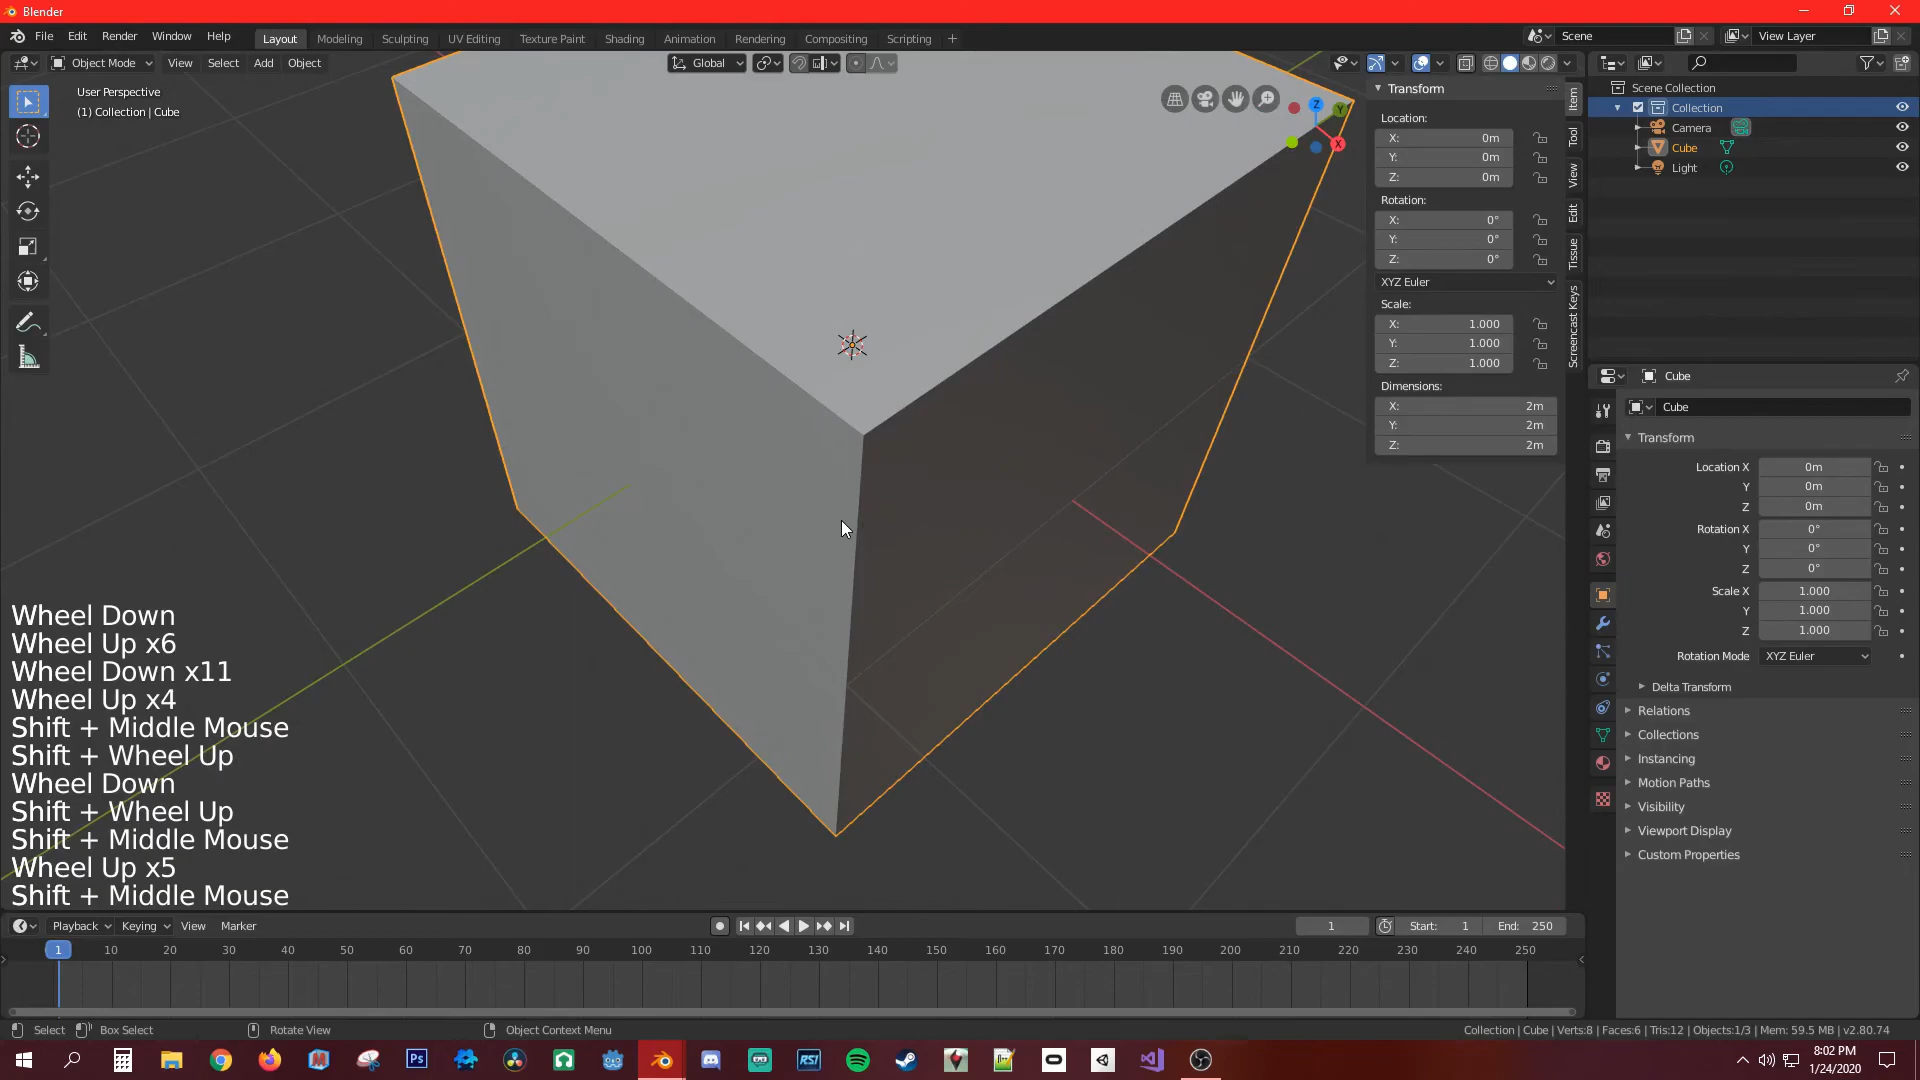 Blender
File Edit Render Window Help Layout Modeling Sculpting UV Editing Texture Paint Shading Animation Rendering Compositing Scripting + Scene View Layer
Object Mode View Select Add Object Global
User Perspective
(1) Collection | Cube
Z
Y
X
Transform
Location:
X: 0m
Y: 0m
Z: 0m
Rotation:
X: 0°
Y: 0°
Z: 0°
XYZ Euler
Scale:
X: 1.000
Y: 1.000
Z: 1.000
Dimensions:
X: 2m
Y: 2m
Z: 2m
Item
Tool
View
Edit
Tissue
Screencast Keys
Scene Collection
Collection
Camera
Cube
Light
Cube
Cube
Transform
Location X 0m
Y 0m
Z 0m
Rotation X 0°
Y 0°
Z 0°
Scale X 1.000
Y 1.000
Z 1.000
Rotation Mode XYZ Euler
Delta Transform
Relations
Collections
Instancing
Motion Paths
Visibility
Viewport Display
Custom Properties
Wheel Down
Wheel Up x6
Wheel Down x11
Wheel Up x4
Shift + Middle Mouse
Shift + Wheel Up
Wheel Down
Shift + Wheel Up
Shift + Middle Mouse
Wheel Up x5
Shift + Middle Mouse
Playback Keying View Marker 1 Start: 1 End: 250
1 10 20 30 40 50 60 70 80 90 100 110 120 130 140 150 160 170 180 190 200 210 220 230 240 250
Select Box Select Rotate View Object Context Menu Collection | Cube | Verts:8 | Faces:6 | Tris:12 | Objects:1/3 | Mem: 59.5 MB | v2.80.74
Ps
RSI
8:02 PM
1/24/2020